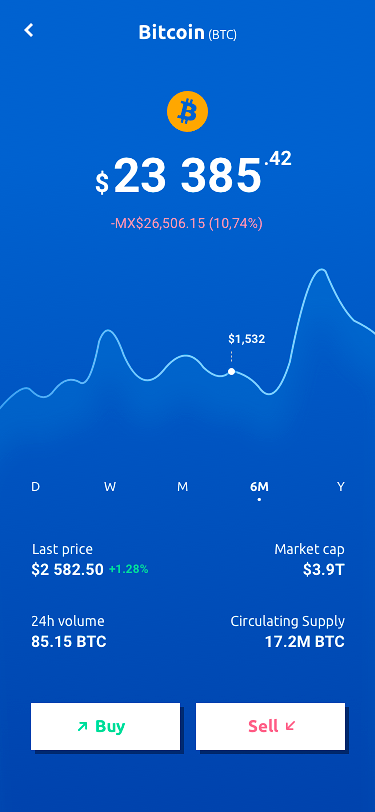 Bitcoin (BTC)
$23 385.42
-MX$26,506.15 (10,74%)
$1,532
D W M 6M Y
Last price Market cap
$2 582.50 +1.28% $3.9T
24h volume Circulating Supply
85.15 BTC 17.2M BTC
Buy Sell